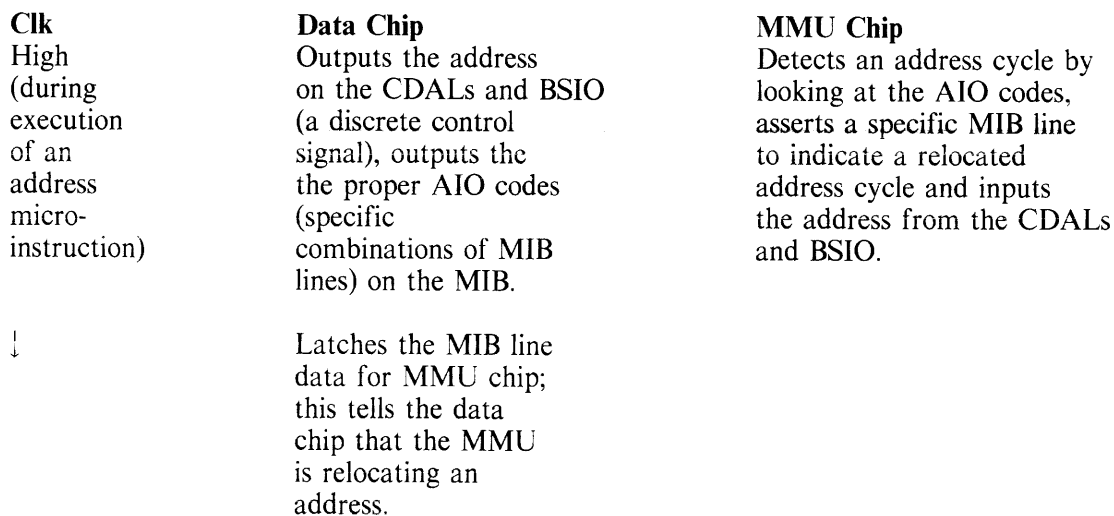 Clk
High
(during
execution
of an
address
micro-
instruction)
Data Chip
Outputs the address
on the CDALs and BSIO
(a discrete control
signal), outputs the
the proper AIO codes
(specific
combinations of MIB
lines) on the MIB.
MMU Chip
Detects an address cycle by
looking at the AIO codes,
asserts a specific MIB line
to indicate a relocated
address cycle and inputs
the address from the CDALs
and BSIO.
↓
Latches the MIB line
data for MMU chip;
this tells the data
chip that the MMU
is relocating an
address.